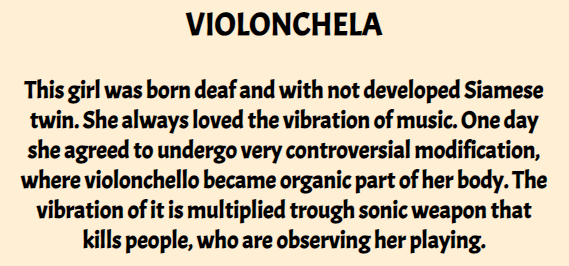 VIOLONCHELA
This girl was born deaf and with not developed Siamese
twin. She always loved the vibration of music. One day
she agreed to undergo very controversial modification,
where violonchello became organic part of her body. The
vibration of it is multiplied trough sonic weapon that
kills people, who are observing her playing.